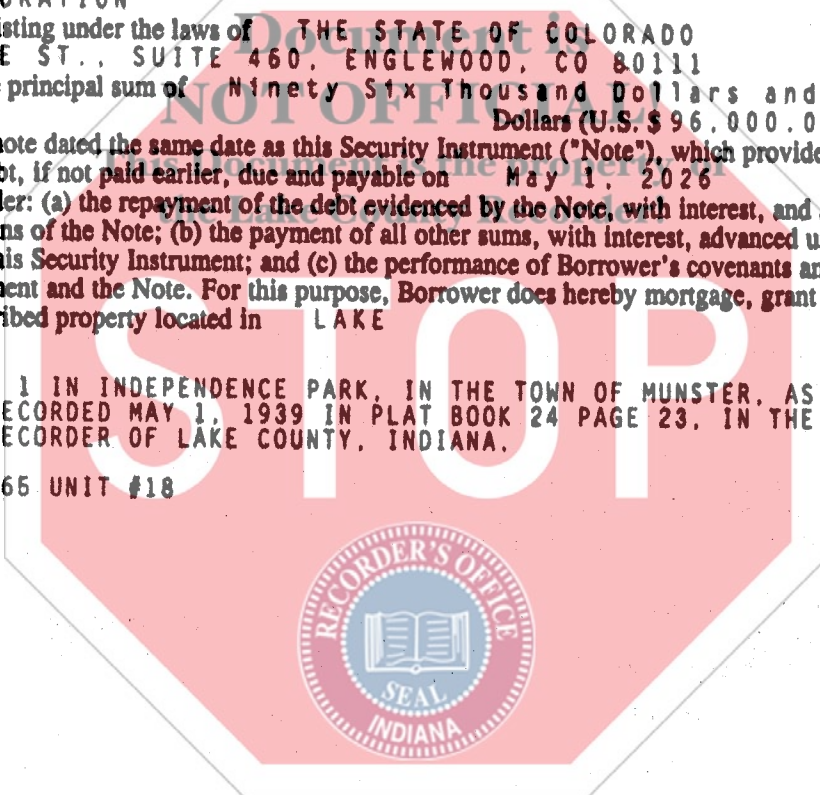 ORATION
isting under the laws of THE STATE OF COLORADO
E ST., SUITE 460, ENGLEWOOD, CO 80111
e principal sum of Ninety Six Thousand Dollars and
Dollars (U.S. $ 96,000.0
note dated the same date as this Security Instrument ("Note"), which provide
bt, if not paid earlier, due and payable on May 1, 2026
der: (a) the repayment of the debt evidenced by the Note, with interest, and
ns of the Note; (b) the payment of all other sums, with interest, advanced u
is Security Instrument; and (c) the performance of Borrower's covenants an
ent and the Note. For this purpose, Borrower does hereby mortgage, grant
ibed property located in LAKE
1 IN INDEPENDENCE PARK, IN THE TOWN OF MUNSTER, AS
ECORDED MAY 1, 1939 IN PLAT BOOK 24 PAGE 23, IN THE
ECORDER OF LAKE COUNTY, INDIANA.
65 UNIT #18
Document is
NOT OFFICIAL!
This Document is the property of
the Lake County Recorder!
STOP
RECORDER'S OFFICE
SEAL
INDIANA